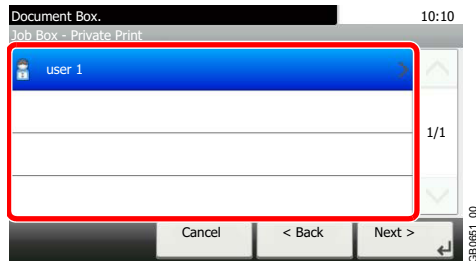 Document Box.
10:10
Job Box - Private Print
user 1
1/1
Cancel
< Back
Next >
GB0651_00